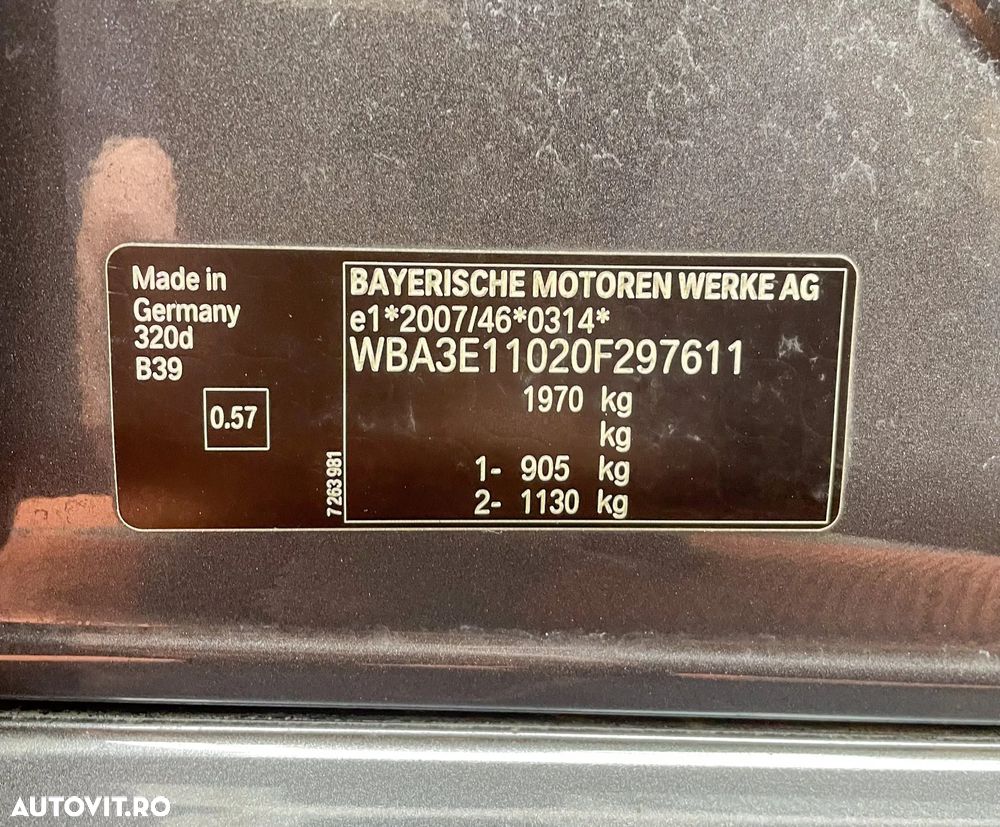 Made in
Germany
320d
B39
0.57
7 263 981
BAYERISCHE MOTOREN WERKE AG
e1*2007/46*0314*
WBA3E11020F297611
1970 kg
kg
1- 905 kg
2- 1130 kg
AUTOVIT.RO